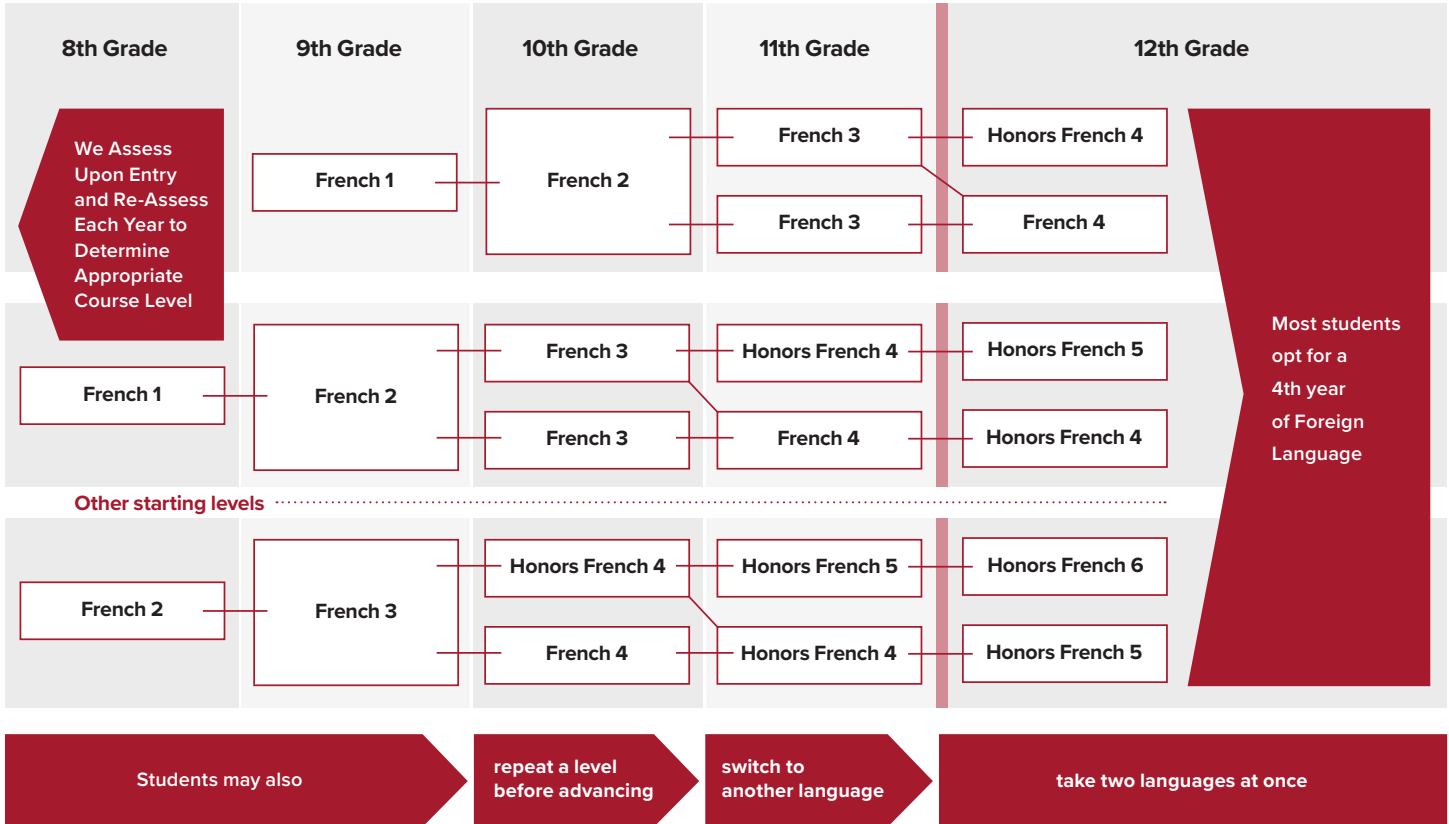 8th Grade
9th Grade
10th Grade
11th Grade
12th Grade
We Assess
Upon Entry
and Re-Assess
Each Year to
Determine
Appropriate
Course Level
French 1
French 2
French 3
French 3
Honors French 4
French 4
French 1
French 2
French 3
French 3
Honors French 4
French 4
Honors French 5
Honors French 4
Most students
opt for a
4th year
of Foreign
Language
Other starting levels
French 2
French 3
Honors French 4
French 4
Honors French 5
Honors French 4
Honors French 6
Honors French 5
Students may also
repeat a level
before advancing
switch to
another language
take two languages at once